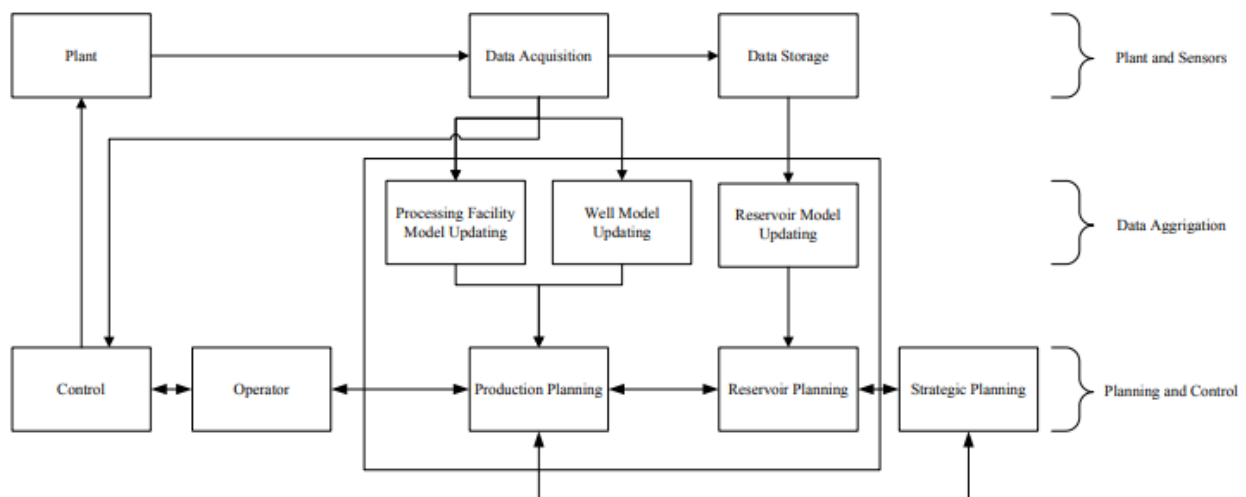 Plant
Data Acquisition
Data Storage
Plant and Sensors
Processing Facility
Model Updating
Well Model
Updating
Reservoir Model
Updating
Data Aggrigation
Control
Operator
Production Planning
Reservoir Planning
Strategic Planning
Planning and Control